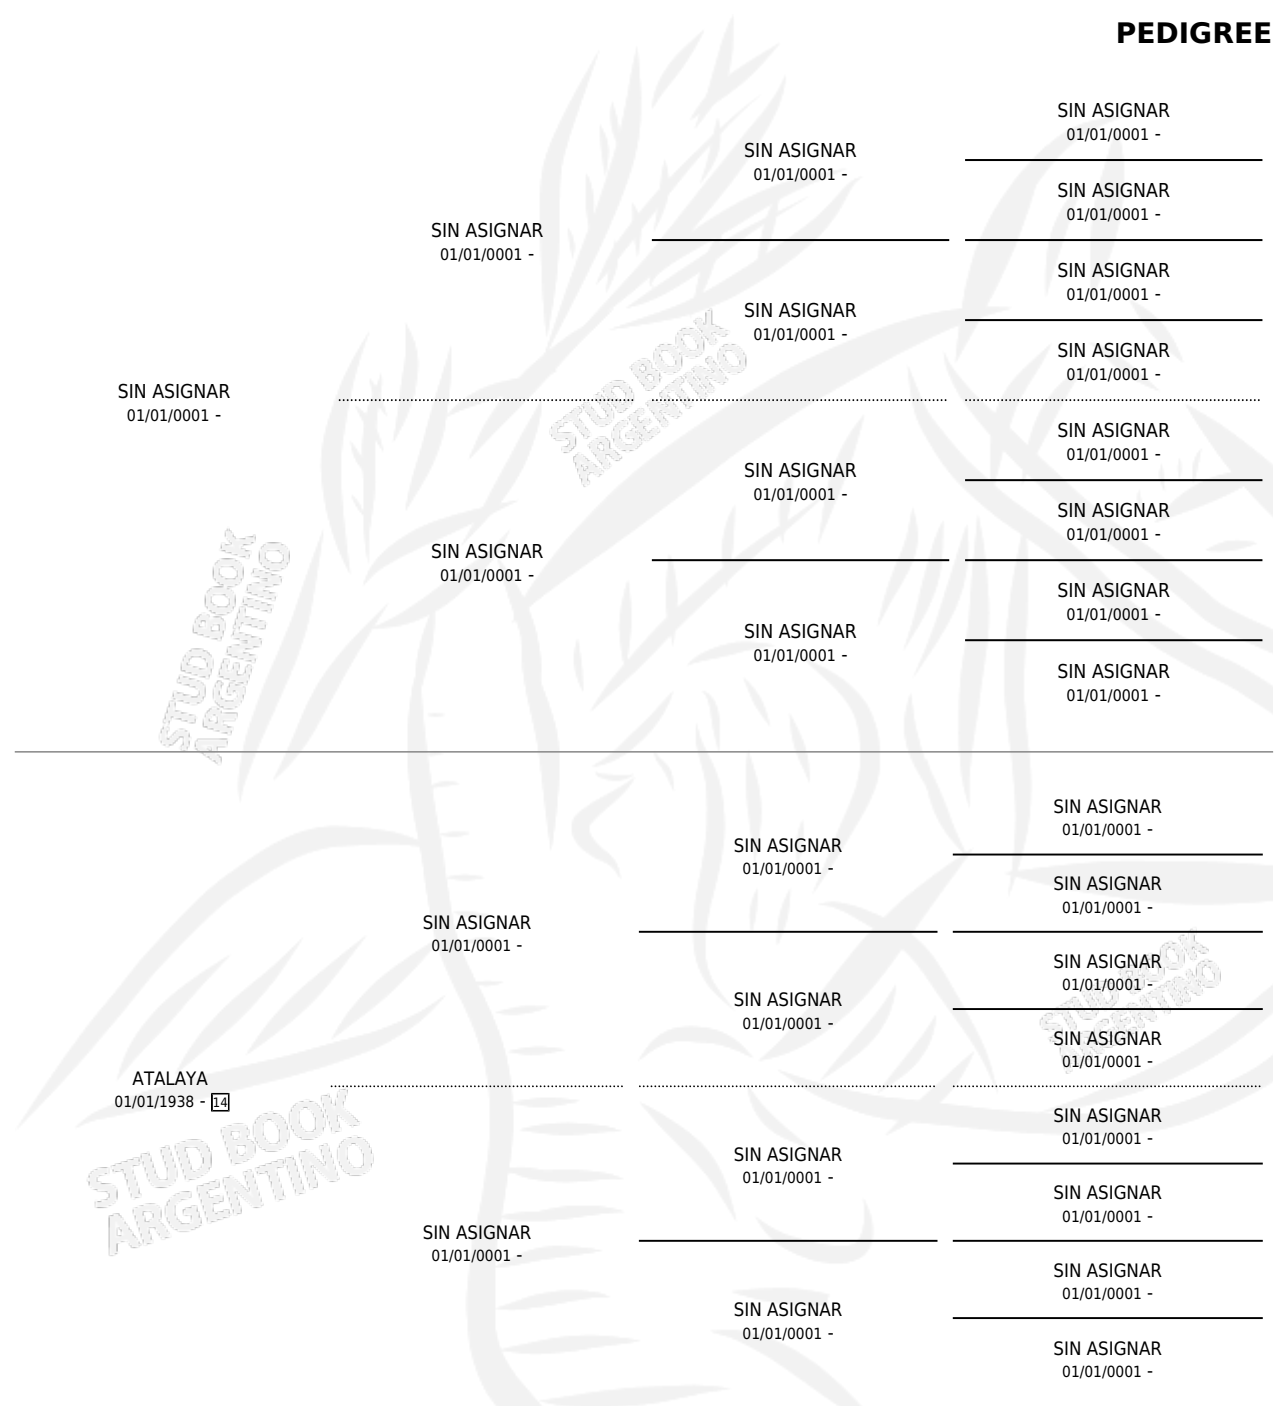 PEDIGREE
SIN ASIGNAR
01/01/0001 -
SIN ASIGNAR
01/01/0001 -
SIN ASIGNAR
01/01/0001 -
SIN ASIGNAR
01/01/0001 -
SIN ASIGNAR
01/01/0001 -
SIN ASIGNAR
01/01/0001 -
SIN ASIGNAR
01/01/0001 -
SIN ASIGNAR
01/01/0001 -
STUD BOOK
ARGENTINO
SIN ASIGNAR
01/01/0001 -
SIN ASIGNAR
01/01/0001 -
SIN ASIGNAR
01/01/0001 -
SIN ASIGNAR
01/01/0001 -
STUD BOOK
ARGENTINO
SIN ASIGNAR
01/01/0001 -
SIN ASIGNAR
01/01/0001 -
SIN ASIGNAR
01/01/0001 -
SIN ASIGNAR
01/01/0001 -
SIN ASIGNAR
01/01/0001 -
SIN ASIGNAR
01/01/0001 -
SIN ASIGNAR
01/01/0001 -
SIN ASIGNAR
01/01/0001 -
SIN ASIGNAR
01/01/0001 -
SIN ASIGNAR
01/01/0001 -
STUD BOOK
ARGENTINO
SIN ASIGNAR
01/01/0001 -
SIN ASIGNAR
01/01/0001 -
ATALAYA
01/01/1938 - 14
STUD BOOK
ARGENTINO
SIN ASIGNAR
01/01/0001 -
SIN ASIGNAR
01/01/0001 -
SIN ASIGNAR
01/01/0001 -
SIN ASIGNAR
01/01/0001 -
SIN ASIGNAR
01/01/0001 -
SIN ASIGNAR
01/01/0001 -
SIN ASIGNAR
01/01/0001 -